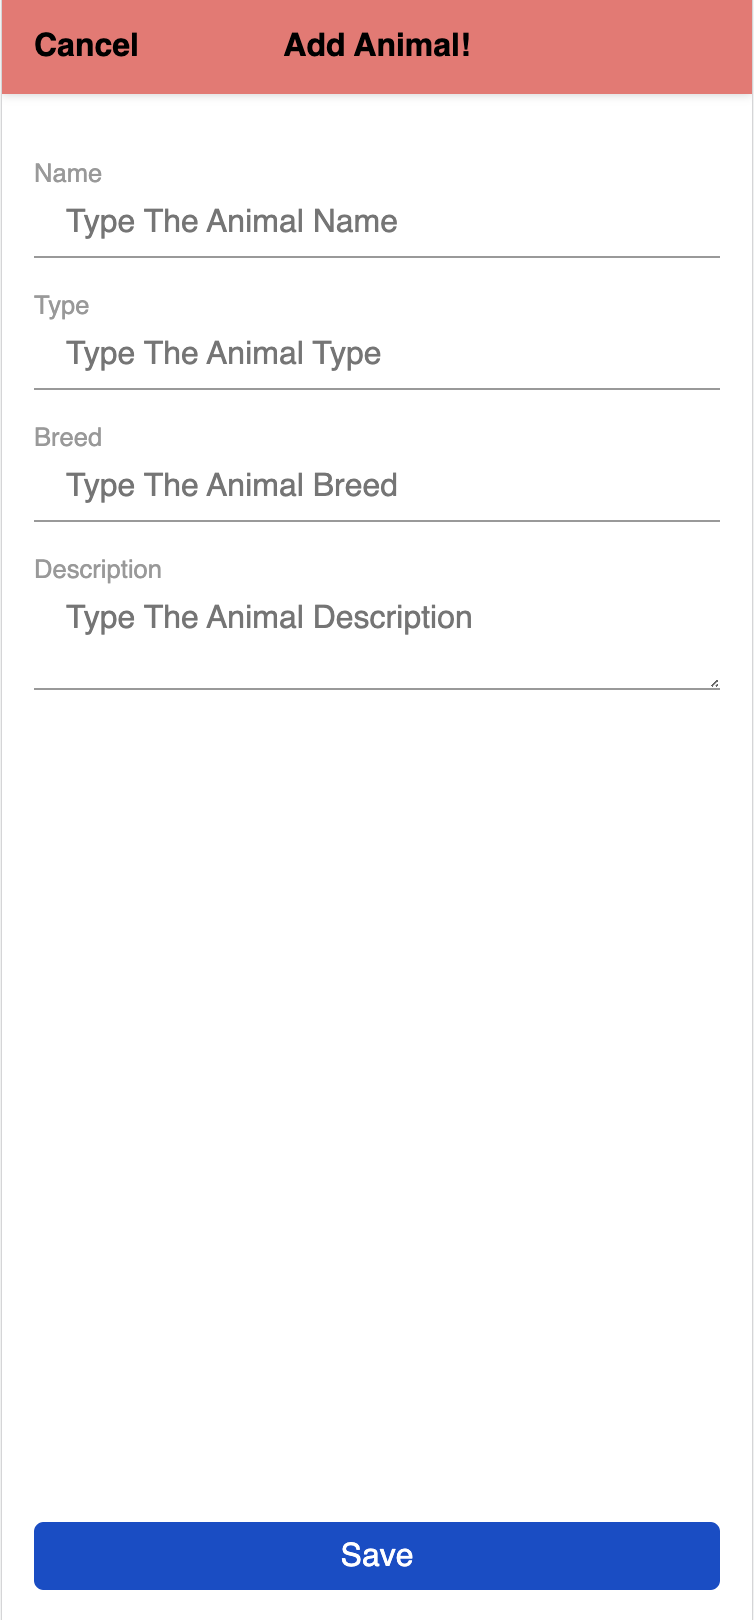 Cancel Add Animal!
Name
Type The Animal Name
Type
Type The Animal Type
Breed
Type The Animal Breed
Description
Type The Animal Description
Save